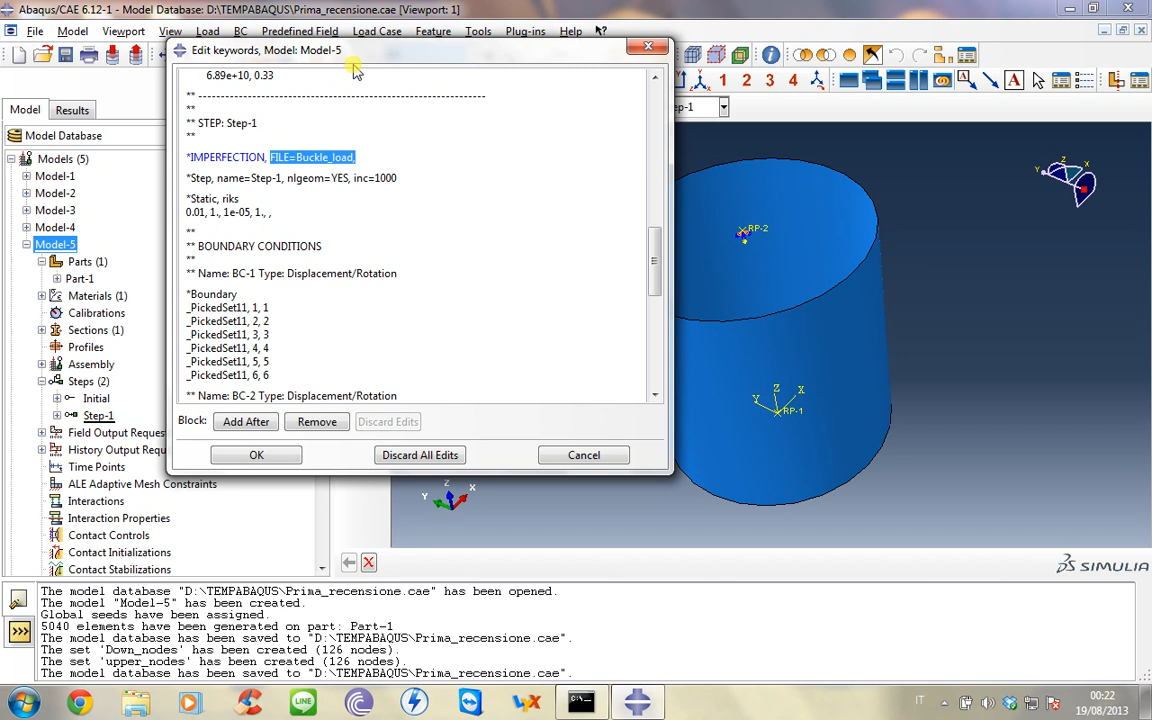 Abaqus/CAE 6.12-1 - Model Database: D:\TEMPABAQUS\Prima_recensione.cae [Viewport: 1]
File Model Viewport View Load BC Predefined Field Load Case Feature Tools Plug-ins Help
Edit keywords, Model: Model-5
6.89e+10, 0.33
** ----------------------------------------------------------------
**
** STEP: Step-1
**
*IMPERFECTION, FILE=Buckle_load,
*Step, name=Step-1, nlgeom=YES, inc=1000
*Static, riks
0.01, 1., 1e-05, 1., ,
**
** BOUNDARY CONDITIONS
**
** Name: BC-1 Type: Displacement/Rotation
*Boundary
_PickedSet11, 1, 1
_PickedSet11, 2, 2
_PickedSet11, 3, 3
_PickedSet11, 4, 4
_PickedSet11, 5, 5
_PickedSet11, 6, 6
** Name: BC-2 Type: Displacement/Rotation
Block: Add After Remove Discard Edits
OK Discard All Edits Cancel
1 2 3 4 A
Step-1
Model Results
Model Database
Models (5)
Model-1
Model-2
Model-3
Model-4
Model-5
Parts (1)
Part-1
Materials (1)
Calibrations
Sections (1)
Profiles
Assembly
Steps (2)
Initial
Step-1
Field Output Reques
History Output Requ
Time Points
ALE Adaptive Mesh Constraints
Interactions
Interaction Properties
Contact Controls
Contact Initializations
Contact Stabilizations
Z
Y X
RP-2
Z X
Y RP-1
Z
Y X
SIMULIA
The model database "D:\TEMPABAQUS\Prima_recensione.cae" has been opened.
The model "Model-5" has been created.
Global seeds have been assigned.
5040 elements have been generated on part: Part-1
The model database has been saved to "D:\TEMPABAQUS\Prima_recensione.cae".
The set 'Down_nodes' has been created (126 nodes).
The set 'upper_nodes' has been created (126 nodes).
The model database has been saved to "D:\TEMPABAQUS\Prima_recensione.cae".
>>>
LINE
IT
00:22
19/08/2013